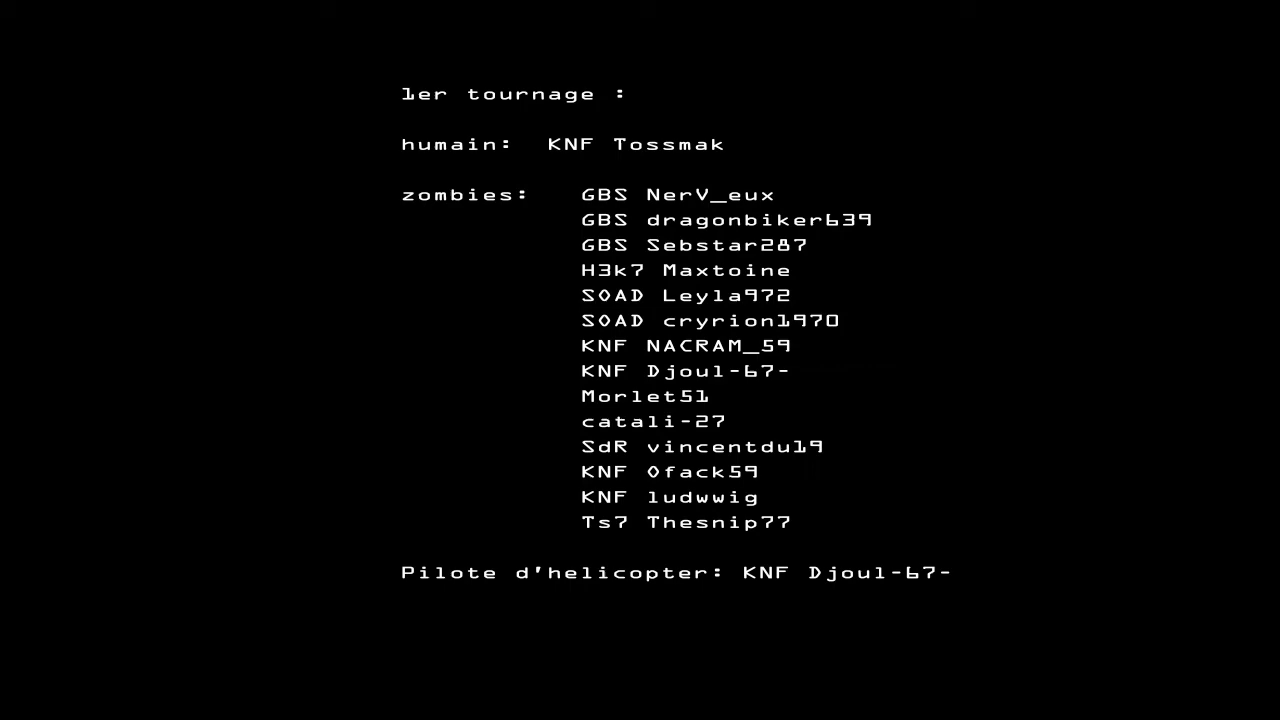 1er tournage :
humain: KNF Tossmak
zombies: GBS NerV_eux
GBS dragonbiker639
GBS Sebstar287
H3k7 Maxtoine
SOAD Leyla972
SOAD cryrion1970
KNF NACRAM_59
KNF Djoul-67-
Morlet51
catali-27
SdR vincentdu19
KNF Ofack59
KNF ludwwig
Ts7 Thesnip77
Pilote d'helicopter: KNF Djoul-67-